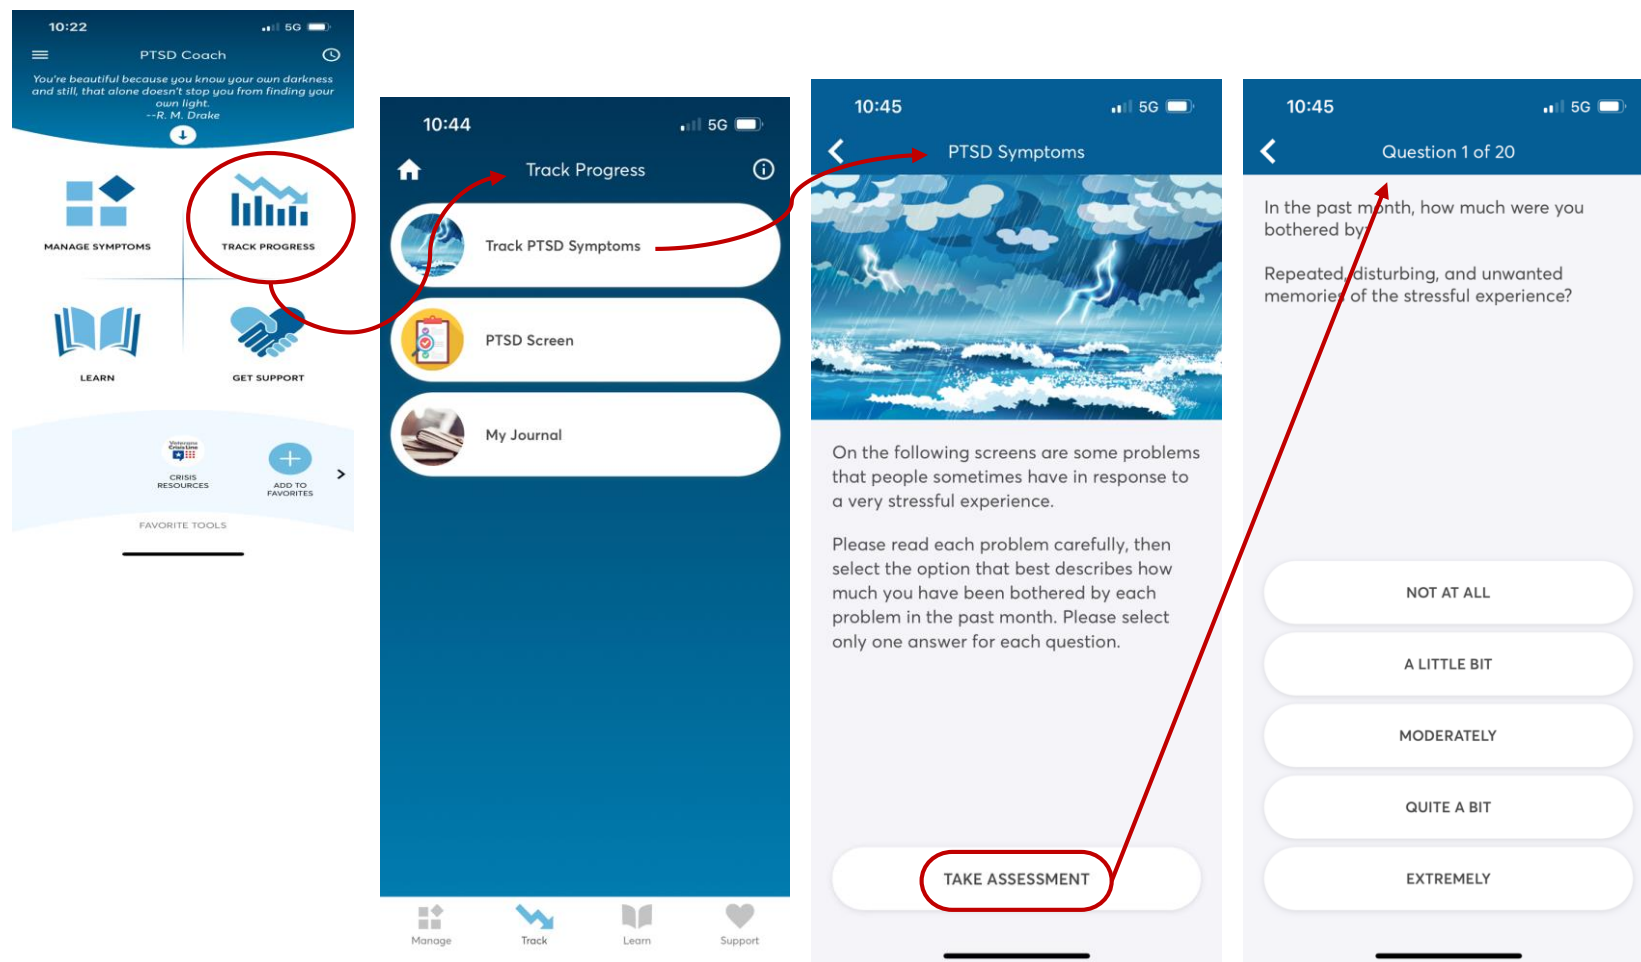 10:22
5G
PTSD Coach
You're beautiful because you know your own darkness
and still, that alone doesn't stop you from finding your
own light.
--R. M. Drake
MANAGE SYMPTOMS
TRACK PROGRESS
LEARN
GET SUPPORT
Veterans
Crisis Line
CRISIS
RESOURCES
ADD TO
FAVORITES
FAVORITE TOOLS
10:44
5G
Track Progress
Track PTSD Symptoms
PTSD Screen
My Journal
Manage
Track
Learn
Support
10:45
5G
PTSD Symptoms
On the following screens are some problems
that people sometimes have in response to
a very stressful experience.
Please read each problem carefully, then
select the option that best describes how
much you have been bothered by each
problem in the past month. Please select
only one answer for each question.
TAKE ASSESSMENT
10:45
5G
Question 1 of 20
In the past month, how much were you
bothered by:
Repeated, disturbing, and unwanted
memories of the stressful experience?
NOT AT ALL
A LITTLE BIT
MODERATELY
QUITE A BIT
EXTREMELY